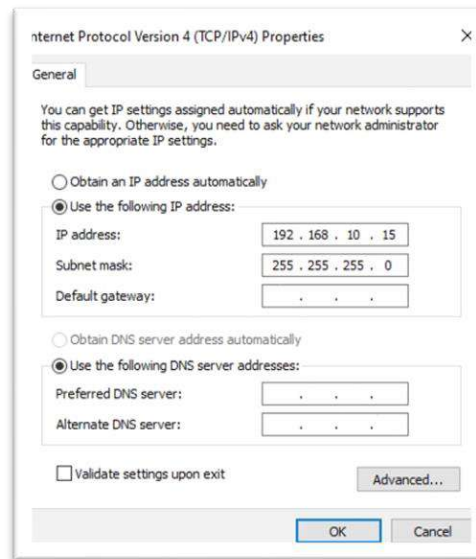 nternet Protocol Version 4 (TCP/IPv4) Properties
General
You can get IP settings assigned automatically if your network supports
this capability. Otherwise, you need to ask your network administrator
for the appropriate IP settings.
Obtain an IP address automatically
Use the following IP address:
IP address: 192 . 168 . 10 . 15
Subnet mask: 255 . 255 . 255 . 0
Default gateway: . . .
Obtain DNS server address automatically
Use the following DNS server addresses:
Preferred DNS server: . . .
Alternate DNS server: . . .
Validate settings upon exit
Advanced...
OK Cancel